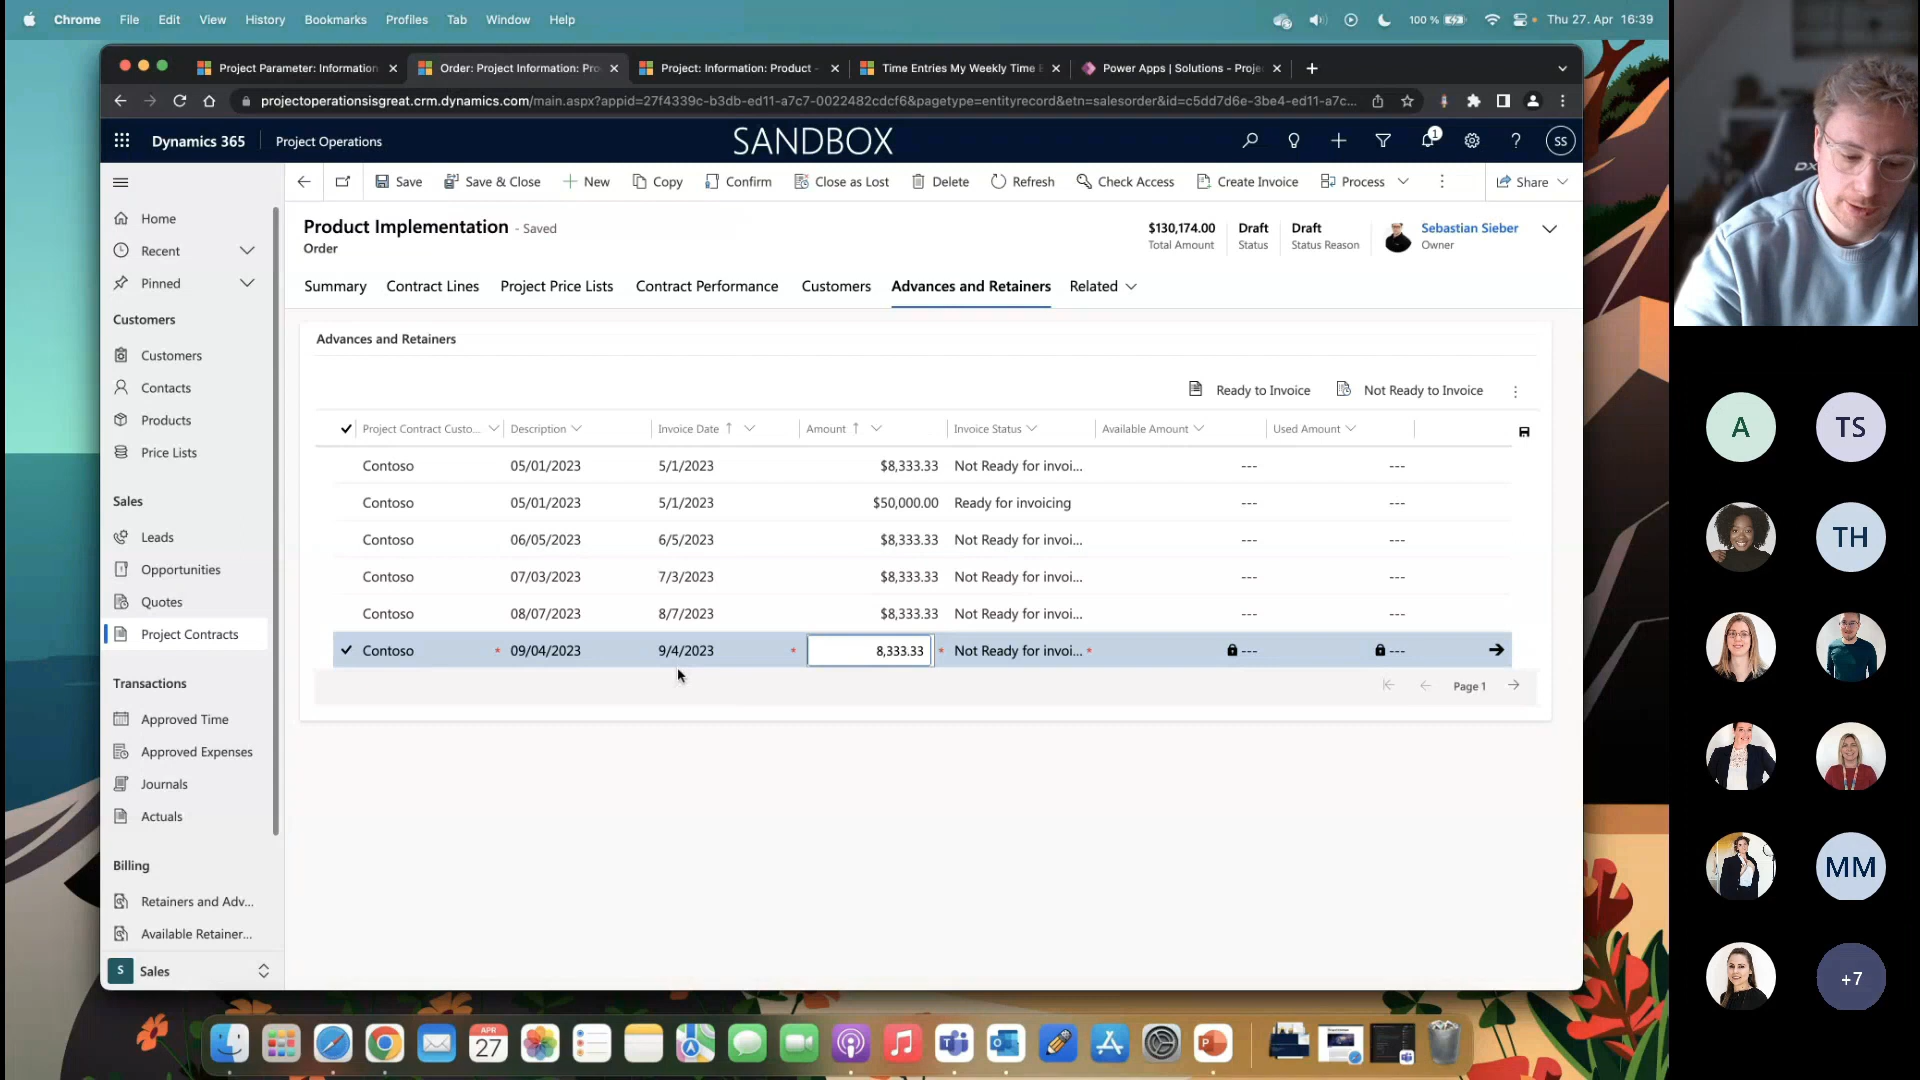 Chrome File Edit View History Bookmarks Profiles Tab Window Help 100 % Thu 27. Apr 16:39
Project Parameter: Information Order: Project Information: Pro Project: Information: Product - Time Entries My Weekly Time E Power Apps | Solutions - Proje
projectoperationsisgreat.crm.dynamics.com/main.aspx?appid=27f4339c-b3db-ed11-a7c7-0022482cdcf6&pagetype=entityrecord&etn=salesorder&id=c5dd7d6e-3be4-ed11-a7c...
Dynamics 365 Project Operations SANDBOX 1 SS
Save Save & Close New Copy Confirm Close as Lost Delete Refresh Check Access Create Invoice Process Share
Home
Recent
Pinned
Customers
Customers
Contacts
Products
Price Lists
Sales
Leads
Opportunities
Quotes
Project Contracts
Transactions
Approved Time
Approved Expenses
Journals
Actuals
Billing
Retainers and Adv...
Available Retainer...
S Sales
Product Implementation - Saved
Order
$130,174.00 Draft Draft Sebastian Sieber
Total Amount Status Status Reason Owner
Summary Contract Lines Project Price Lists Contract Performance Customers Advances and Retainers Related
Advances and Retainers
Ready to Invoice Not Ready to Invoice
Project Contract Custo... Description Invoice Date ↑ Amount ↑ Invoice Status Available Amount Used Amount
Contoso 05/01/2023 5/1/2023 $8,333.33 Not Ready for invoi... --- ---
Contoso 05/01/2023 5/1/2023 $50,000.00 Ready for invoicing --- ---
Contoso 06/05/2023 6/5/2023 $8,333.33 Not Ready for invoi... --- ---
Contoso 07/03/2023 7/3/2023 $8,333.33 Not Ready for invoi... --- ---
Contoso 08/07/2023 8/7/2023 $8,333.33 Not Ready for invoi... --- ---
Contoso * 09/04/2023 9/4/2023 * 8,333.33 * Not Ready for invoi... * --- ---
Page 1
APR
27
A TS
TH
MM
+7